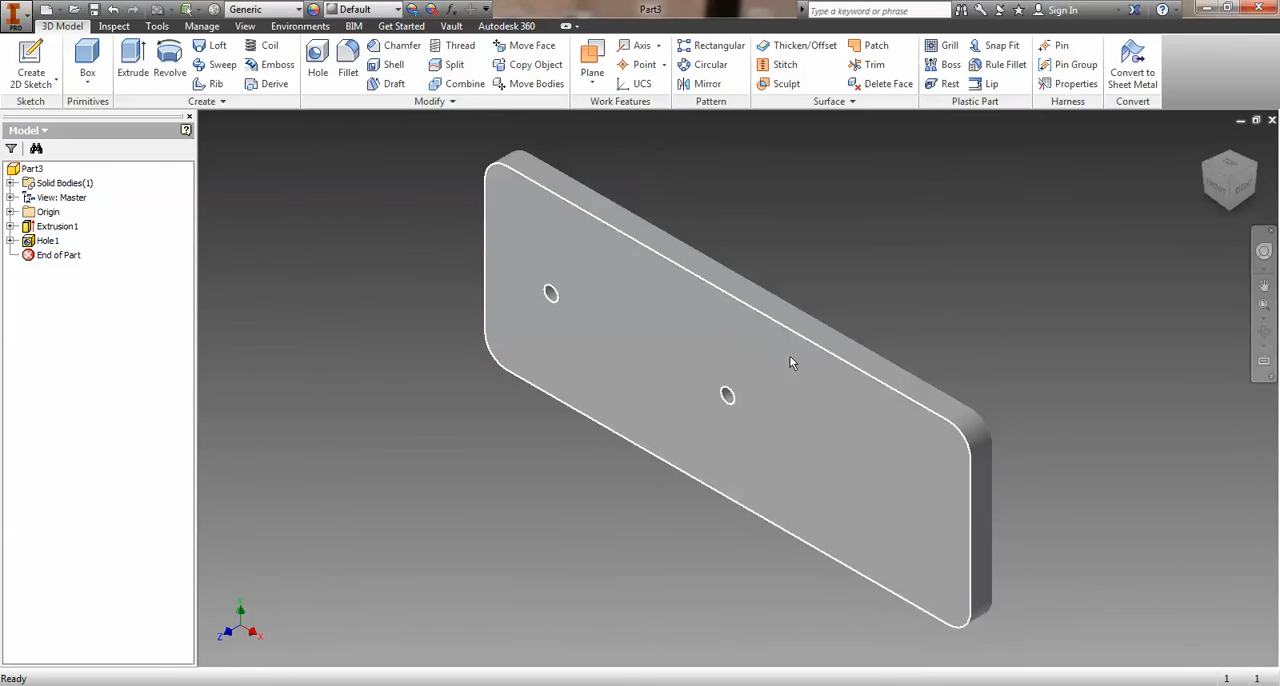 Generic
Default
Part3
Type a keyword or phrase
Sign In
PRO
3D Model Inspect Tools Manage View Environments BIM Get Started Vault Autodesk 360
Create
2D Sketch
Box
Extrude
Revolve
Loft
Sweep
Rib
Coil
Emboss
Derive
Hole
Fillet
Chamfer
Shell
Draft
Thread
Split
Combine
Move Face
Copy Object
Move Bodies
Plane
Axis
Point
UCS
Rectangular
Circular
Mirror
Thicken/Offset
Stitch
Sculpt
Patch
Trim
Delete Face
Grill
Boss
Rest
Snap Fit
Rule Fillet
Lip
Pin
Pin Group
Properties
Convert to
Sheet Metal
Sketch Primitives Create Modify Work Features Pattern Surface Plastic Part Harness Convert
Model
Part3
Solid Bodies(1)
View: Master
Origin
Extrusion1
Hole1
End of Part
FRONT
RIGHT
Z
X
Ready
1 1